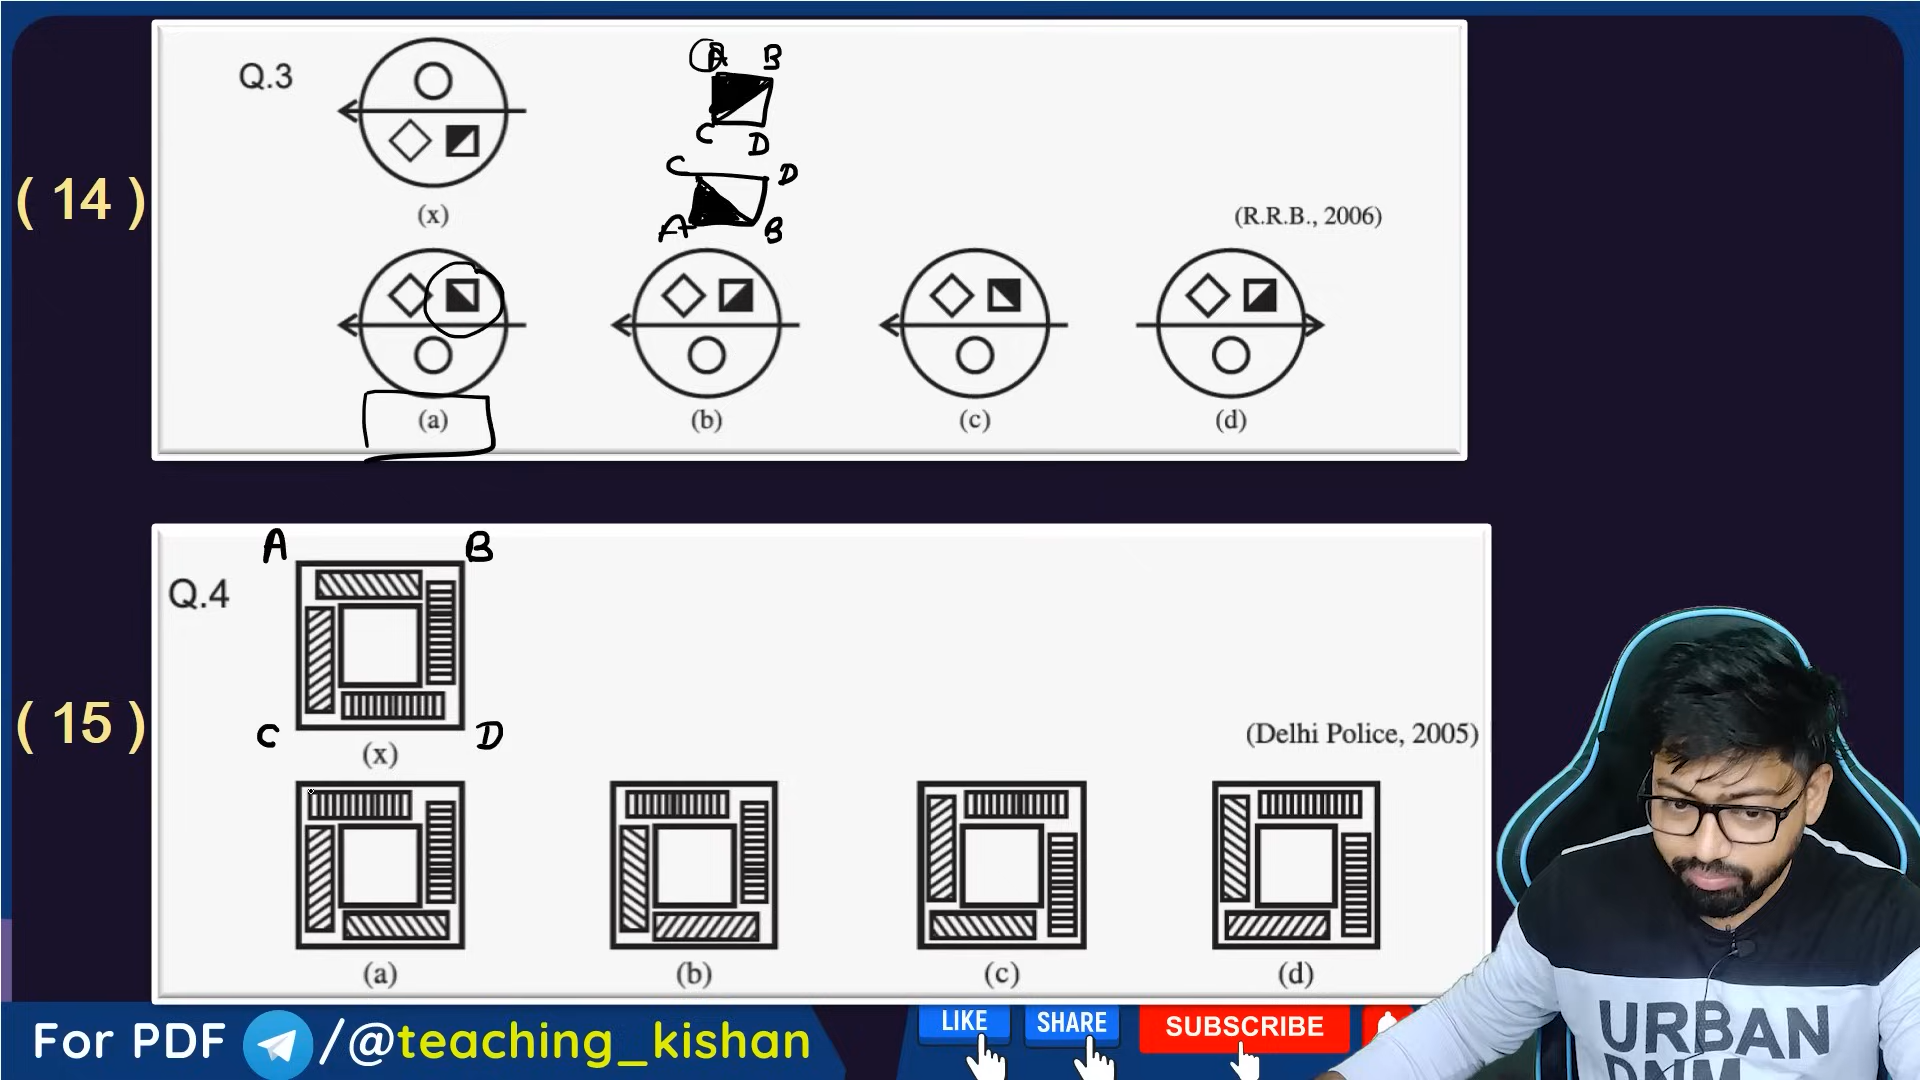 Q.3
A B
C D
( 14 )
C D
A B
(x)
(R.R.B., 2006)
(a) (b) (c) (d)
A B
Q.4
( 15 )
C D
(x)
(Delhi Police, 2005)
(a) (b) (c) (d)
For PDF /@teaching_kishan
LIKE SHARE SUBSCRIBE
URBAN